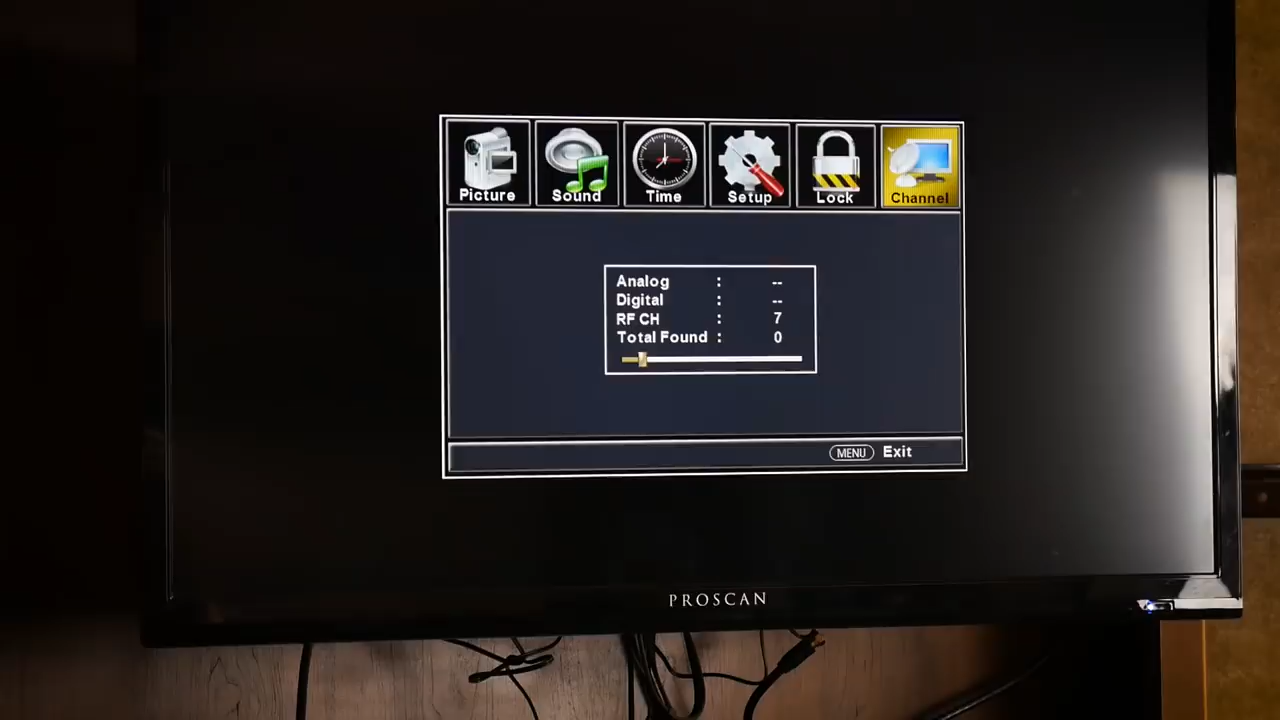 Picture Sound Time Setup Lock Channel
Analog : --
Digital : --
RF CH : 7
Total Found : 0
MENU Exit
PROSCAN